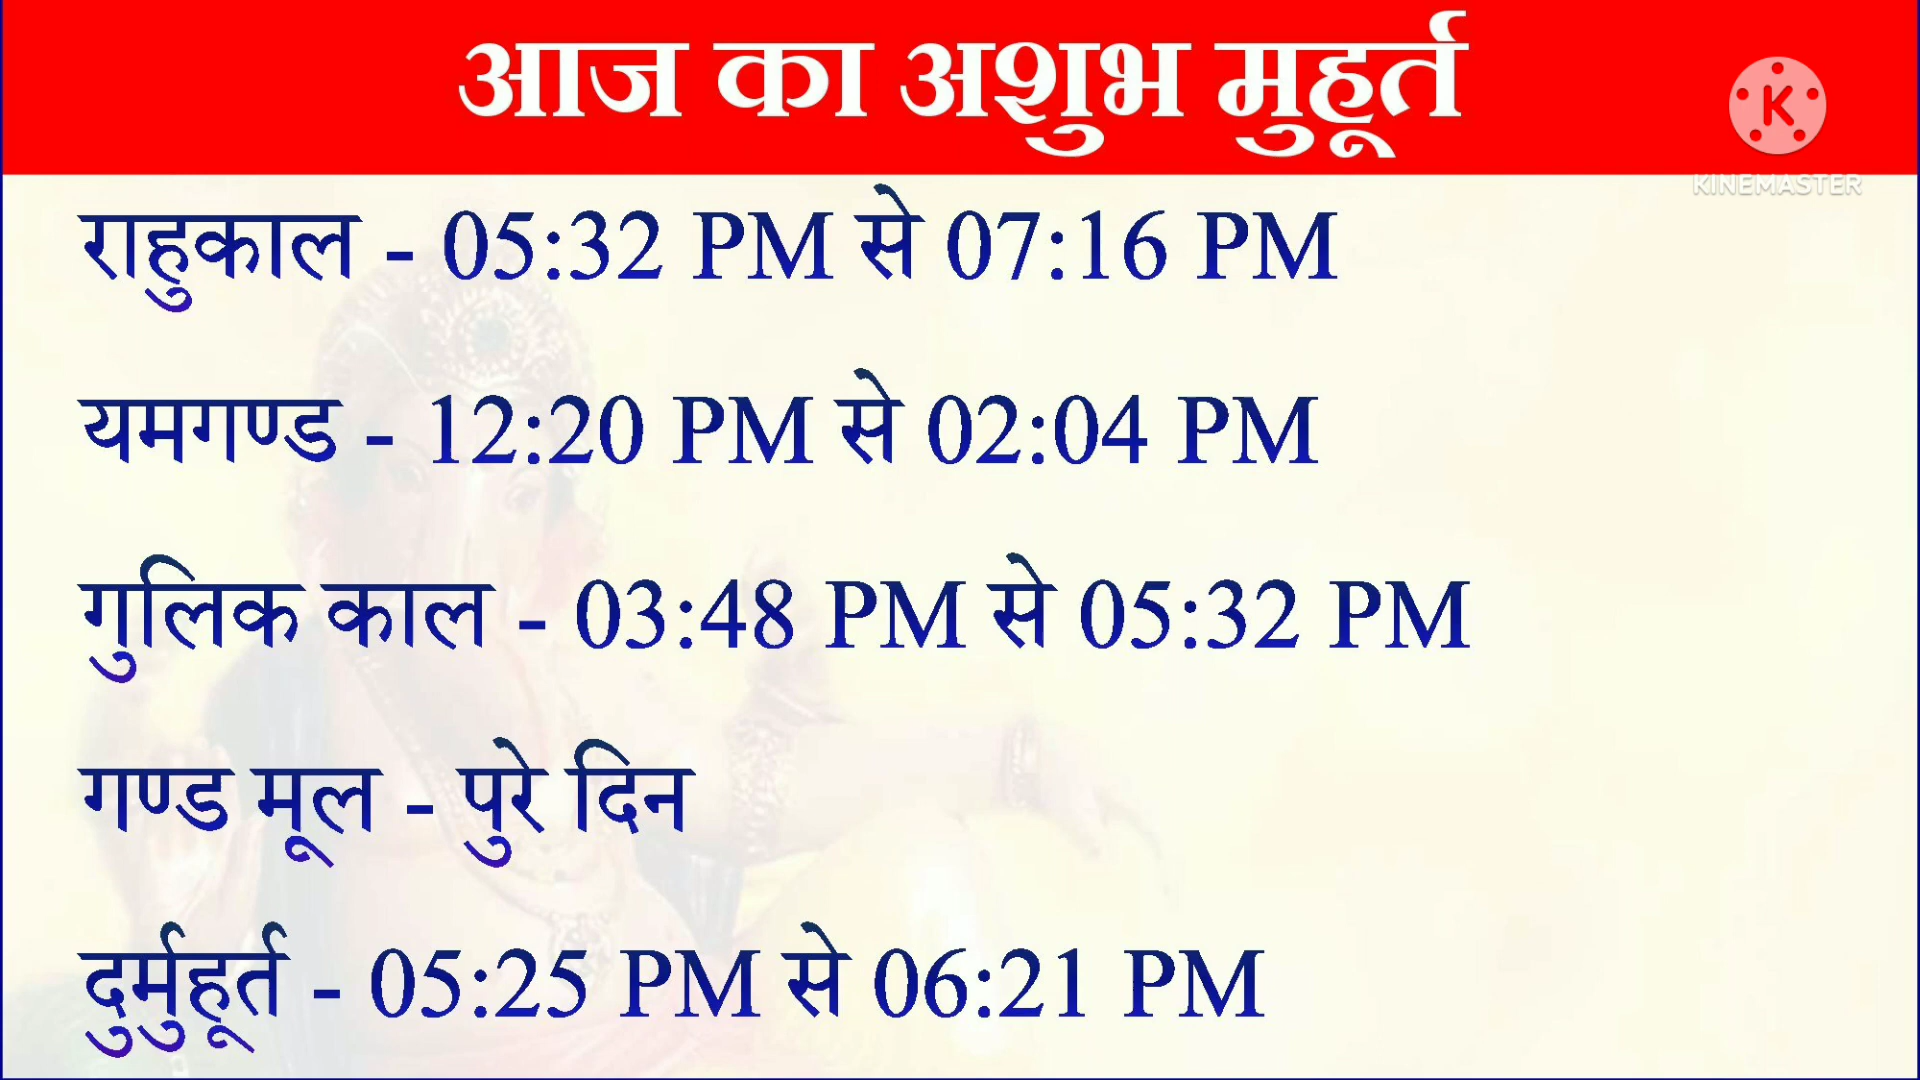 आज का अशुभ मुहूर्त
KINEMASTER
राहुकाल - 05:32 PM से 07:16 PM
यमगण्ड - 12:20 PM से 02:04 PM
गुलिक काल - 03:48 PM से 05:32 PM
गण्ड मूल - पुरे दिन
दुर्मुहूर्त - 05:25 PM से 06:21 PM